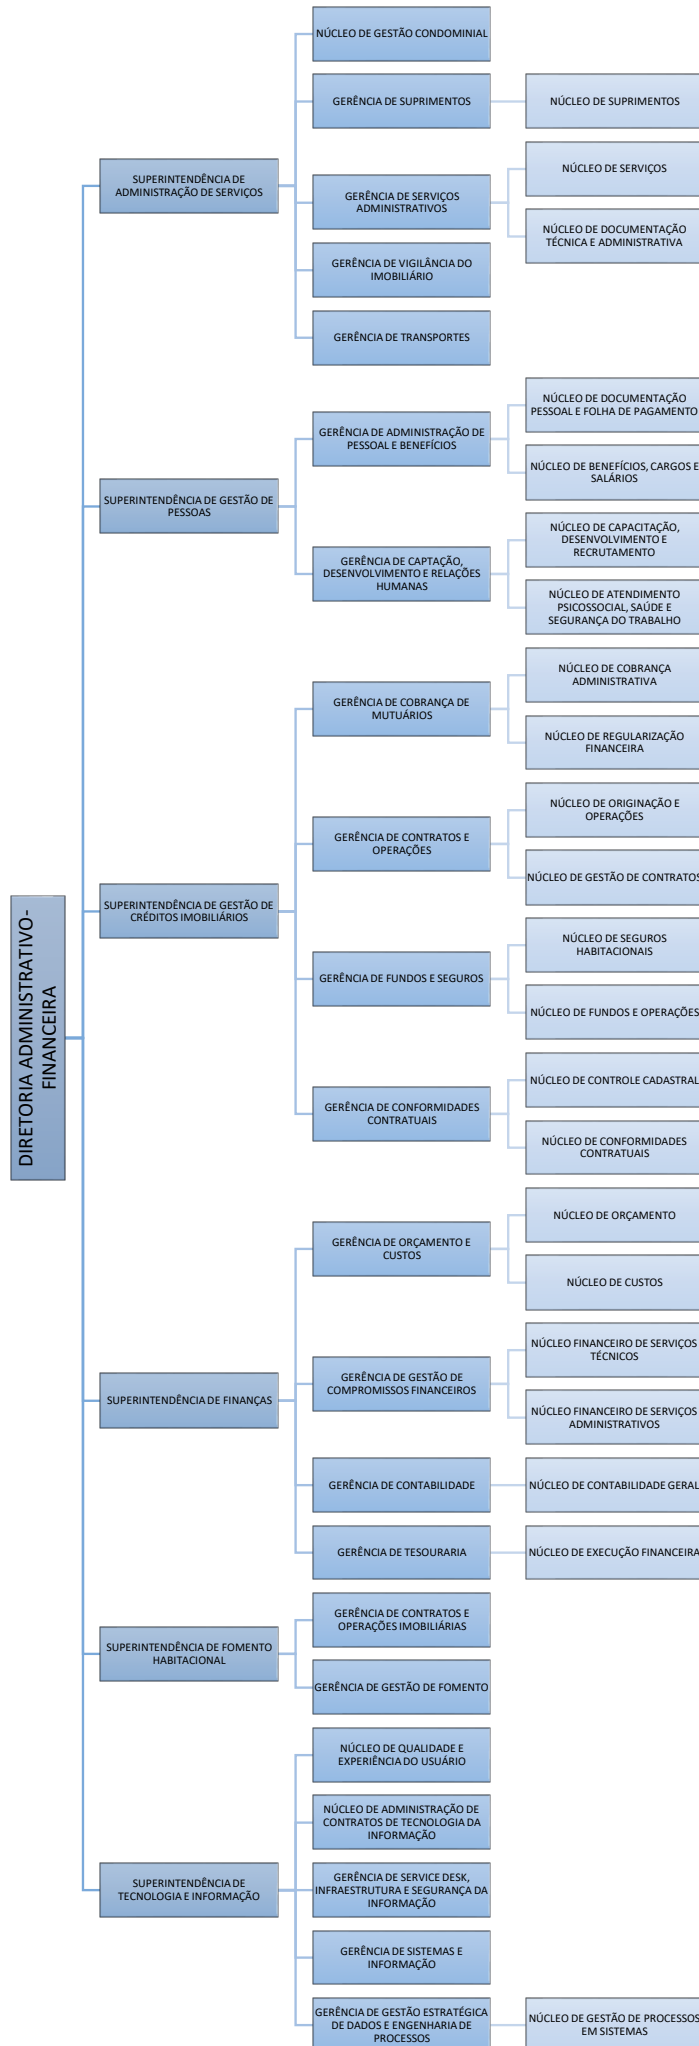 DIRETORIA ADMINISTRATIVO-
FINANCEIRA
SUPERINTENDÊNCIA DE
ADMINISTRAÇÃO DE SERVIÇOS
NÚCLEO DE GESTÃO CONDOMINIAL
GERÊNCIA DE SUPRIMENTOS
NÚCLEO DE SUPRIMENTOS
GERÊNCIA DE SERVIÇOS
ADMINISTRATIVOS
NÚCLEO DE SERVIÇOS
NÚCLEO DE DOCUMENTAÇÃO
TÉCNICA E ADMINISTRATIVA
GERÊNCIA DE VIGILÂNCIA DO
IMOBILIÁRIO
GERÊNCIA DE TRANSPORTES
SUPERINTENDÊNCIA DE GESTÃO DE
PESSOAS
GERÊNCIA DE ADMINISTRAÇÃO DE
PESSOAL E BENEFÍCIOS
NÚCLEO DE DOCUMENTAÇÃO
PESSOAL E FOLHA DE PAGAMENTO
NÚCLEO DE BENEFÍCIOS, CARGOS E
SALÁRIOS
GERÊNCIA DE CAPTAÇÃO,
DESENVOLVIMENTO E RELAÇÕES
HUMANAS
NÚCLEO DE CAPACITAÇÃO,
DESENVOLVIMENTO E
RECRUTAMENTO
NÚCLEO DE ATENDIMENTO
PSICOSSOCIAL, SAÚDE E
SEGURANÇA DO TRABALHO
SUPERINTENDÊNCIA DE GESTÃO DE
CRÉDITOS IMOBILIÁRIOS
GERÊNCIA DE COBRANÇA DE
MUTUÁRIOS
NÚCLEO DE COBRANÇA
ADMINISTRATIVA
NÚCLEO DE REGULARIZAÇÃO
FINANCEIRA
GERÊNCIA DE CONTRATOS E
OPERAÇÕES
NÚCLEO DE ORIGINAÇÃO E
OPERAÇÕES
NÚCLEO DE GESTÃO DE CONTRATOS
GERÊNCIA DE FUNDOS E SEGUROS
NÚCLEO DE SEGUROS
HABITACIONAIS
NÚCLEO DE FUNDOS E OPERAÇÕES
GERÊNCIA DE CONFORMIDADES
CONTRATUAIS
NÚCLEO DE CONTROLE CADASTRAL
NÚCLEO DE CONFORMIDADES
CONTRATUAIS
SUPERINTENDÊNCIA DE FINANÇAS
GERÊNCIA DE ORÇAMENTO E
CUSTOS
NÚCLEO DE ORÇAMENTO
NÚCLEO DE CUSTOS
GERÊNCIA DE GESTÃO DE
COMPROMISSOS FINANCEIROS
NÚCLEO FINANCEIRO DE SERVIÇOS
TÉCNICOS
NÚCLEO FINANCEIRO DE SERVIÇOS
ADMINISTRATIVOS
GERÊNCIA DE CONTABILIDADE
NÚCLEO DE CONTABILIDADE GERAL
GERÊNCIA DE TESOURARIA
NÚCLEO DE EXECUÇÃO FINANCEIRA
SUPERINTENDÊNCIA DE FOMENTO
HABITACIONAL
GERÊNCIA DE CONTRATOS E
OPERAÇÕES IMOBILIÁRIAS
GERÊNCIA DE GESTÃO DE FOMENTO
SUPERINTENDÊNCIA DE
TECNOLOGIA E INFORMAÇÃO
NÚCLEO DE QUALIDADE E
EXPERIÊNCIA DO USUÁRIO
NÚCLEO DE ADMINISTRAÇÃO DE
CONTRATOS DE TECNOLOGIA DA
INFORMAÇÃO
GERÊNCIA DE SERVICE DESK,
INFRAESTRUTURA E SEGURANÇA DA
INFORMAÇÃO
GERÊNCIA DE SISTEMAS E
INFORMAÇÃO
GERÊNCIA DE GESTÃO ESTRATÉGICA
DE DADOS E ENGENHARIA DE
PROCESSOS
NÚCLEO DE GESTÃO DE PROCESSOS
EM SISTEMAS